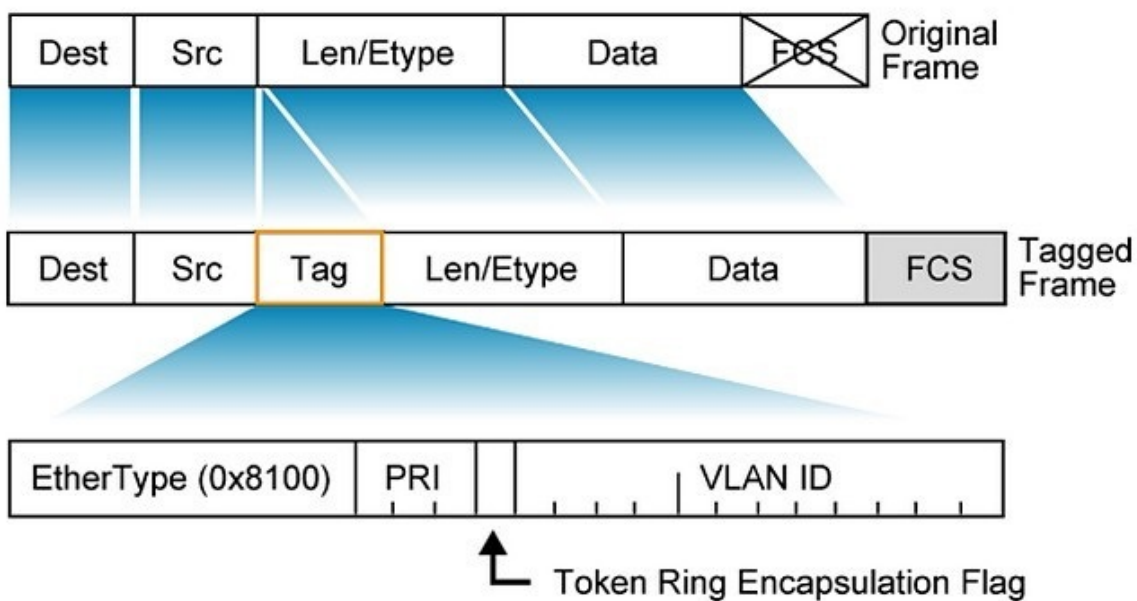 Dest Src Len/Etype Data FCS Original
Frame
Dest Src Tag Len/Etype Data FCS Tagged
Frame
EtherType (0x8100) PRI VLAN ID
Token Ring Encapsulation Flag